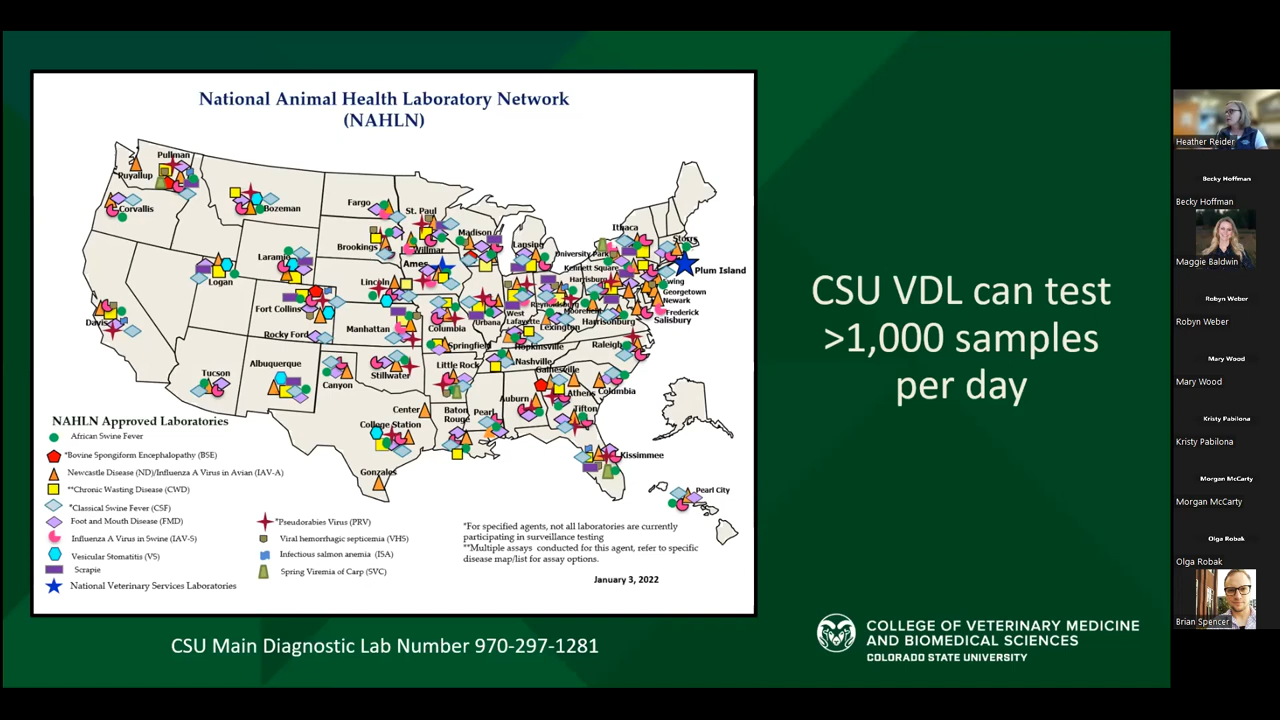 National Animal Health Laboratory Network
(NAHLN)
Pullman
Puyallup
Corvallis
Bozeman
Fargo
St. Paul
Brookings
Willmar
Madison
Lansing
Ithaca
University Park
Storrs
Kennett Square
Harrisburg
Plum Island
Laramie
Logan
Ames
Lincoln
Fort Collins
Rocky Ford
Davis
Manhattan
Columbia
Urbana
West
Lafayette
Reynoldsburg
Moorefield
Georgetown
Newark
Frederick
Salisbury
Harrisonburg
Lexington
Springfield
Hopkinsville
Raleigh
Nashville
Tucson
Albuquerque
Canyon
Stillwater
Little Rock
Gainesville
Athens
Columbia
Auburn
Tifton
Center
Baton
Rouge
Pearl
College Station
Gonzales
Kissimmee
Pearl City
NAHLN Approved Laboratories
African Swine Fever
*Bovine Spongiform Encephalopathy (BSE)
Newcastle Disease (ND)/Influenza A Virus in Avian (IAV-A)
**Chronic Wasting Disease (CWD)
*Classical Swine Fever (CSF)
Foot and Mouth Disease (FMD)
Influenza A Virus in Swine (IAV-S)
Vesicular Stomatitis (VS)
Scrapie
National Veterinary Services Laboratories
*Pseudorabies Virus (PRV)
Viral hemorrhagic septicemia (VHS)
Infectious salmon anemia (ISA)
Spring Viremia of Carp (SVC)
*For specified agents, not all laboratories are currently
participating in surveillance testing
**Multiple assays conducted for this agent, refer to specific
disease map/list for assay options.
January 3, 2022
CSU Main Diagnostic Lab Number 970-297-1281
CSU VDL can test
>1,000 samples
per day
COLLEGE OF VETERINARY MEDICINE
AND BIOMEDICAL SCIENCES
COLORADO STATE UNIVERSITY
Heather Reider
Becky Hoffman
Becky Hoffman
Maggie Baldwin
Robyn Weber
Robyn Weber
Mary Wood
Mary Wood
Kristy Pabilona
Kristy Pabilona
Morgan McCarty
Morgan McCarty
Olga Robak
Olga Robak
Brian Spencer